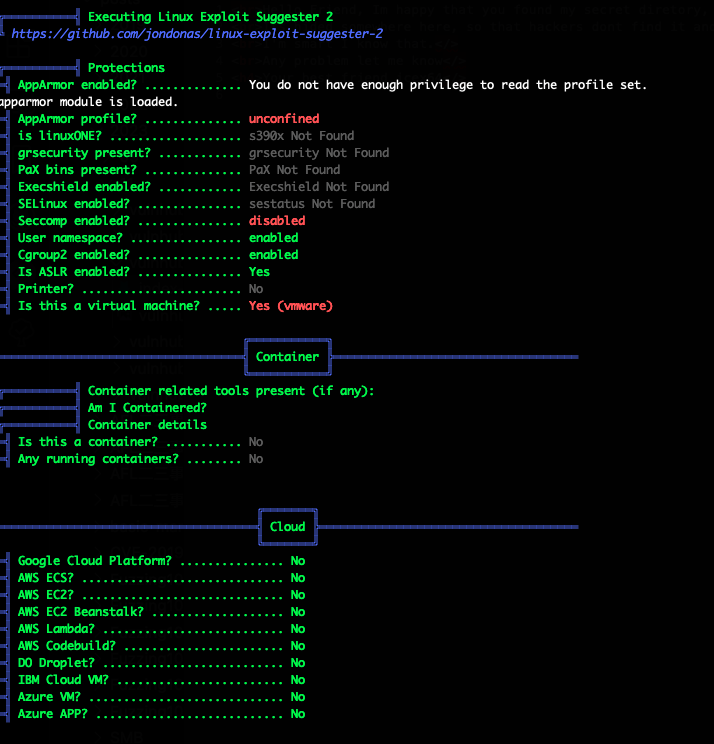 Executing Linux Exploit Suggester 2
https://github.com/jondonas/linux-exploit-suggester-2
Protections
AppArmor enabled? .............. You do not have enough privilege to read the profile set.
apparmor module is loaded.
AppArmor profile? .............. unconfined
is linuxONE? ................... s390x Not Found
grsecurity present? ............ grsecurity Not Found
PaX bins present? .............. PaX Not Found
Execshield enabled? ............ Execshield Not Found
SELinux enabled? ............... sestatus Not Found
Seccomp enabled? ............... disabled
User namespace? ................ enabled
Cgroup2 enabled? ............... enabled
Is ASLR enabled? ............... Yes
Printer? ....................... No
Is this a virtual machine? ..... Yes (vmware)
Container
Container related tools present (if any):
Am I Containered?
Container details
Is this a container? ........... No
Any running containers? ........ No
Cloud
Google Cloud Platform? ............... No
AWS ECS? ............................. No
AWS EC2? ............................. No
AWS EC2 Beanstalk? ................... No
AWS Lambda? .......................... No
AWS Codebuild? ....................... No
DO Droplet? .......................... No
IBM Cloud VM? ........................ No
Azure VM? ............................ No
Azure APP? ........................... No